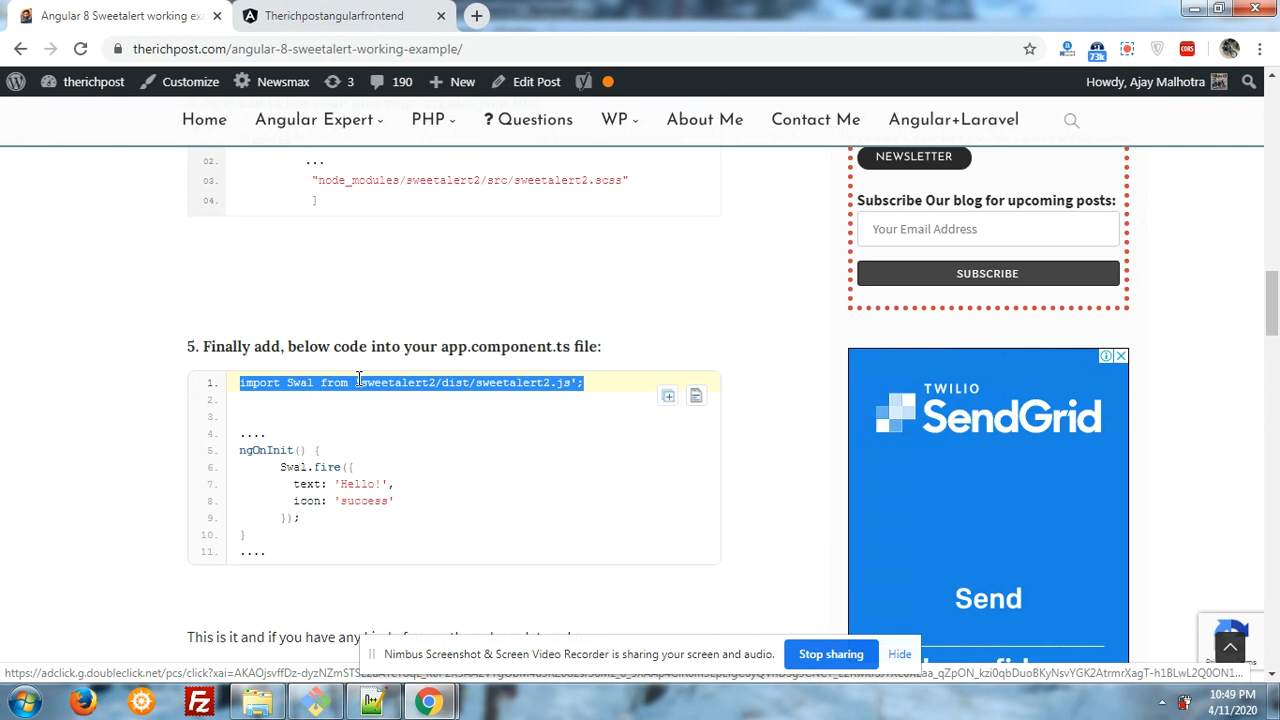 Angular 8 Sweetalert working exa
Therichpostangularfrontend
therichpost.com/angular-8-sweetalert-working-example/
73k
CORS
therichpost
Customize
Newsmax
3
190
New
Edit Post
Howdy, Ajay Malhotra
Home
Angular Expert
PHP
? Questions
WP
About Me
Contact Me
Angular+Laravel
02. ...
03. "node_modules/sweetalert2/src/sweetalert2.scss"
04. ]
NEWSLETTER
Subscribe Our blog for upcoming posts:
Your Email Address
SUBSCRIBE
5. Finally add, below code into your app.component.ts file:
1. import Swal from 'sweetalert2/dist/sweetalert2.js';
2.
3.
4. ....
5. ngOnInit() {
6. Swal.fire({
7. text: 'Hello!',
8. icon: 'success'
9. });
10. }
11. ....
TWILIO
SendGrid
Send
This is it and if you have any
Nimbus Screenshot & Screen Video Recorder is sharing your screen and audio.
Stop sharing
Hide
10:49 PM
4/11/2020